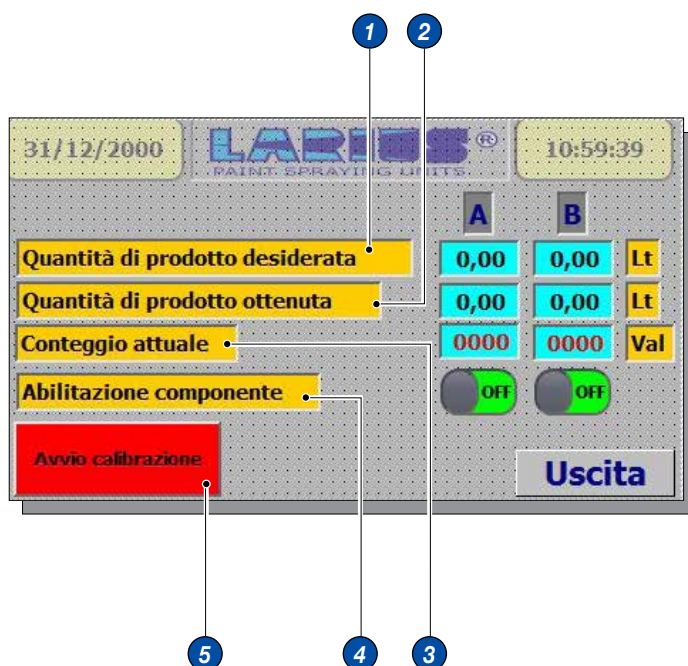 1 2
31/12/2000 LARIUS® 10:59:39
PAINT SPRAYING UNITS
A B
Quantità di prodotto desiderata 0,00 0,00 Lt
Quantità di prodotto ottenuta 0,00 0,00 Lt
Conteggio attuale 0000 0000 Val
Abilitazione componente OFF OFF
Avvio calibrazione Uscita
5 4 3